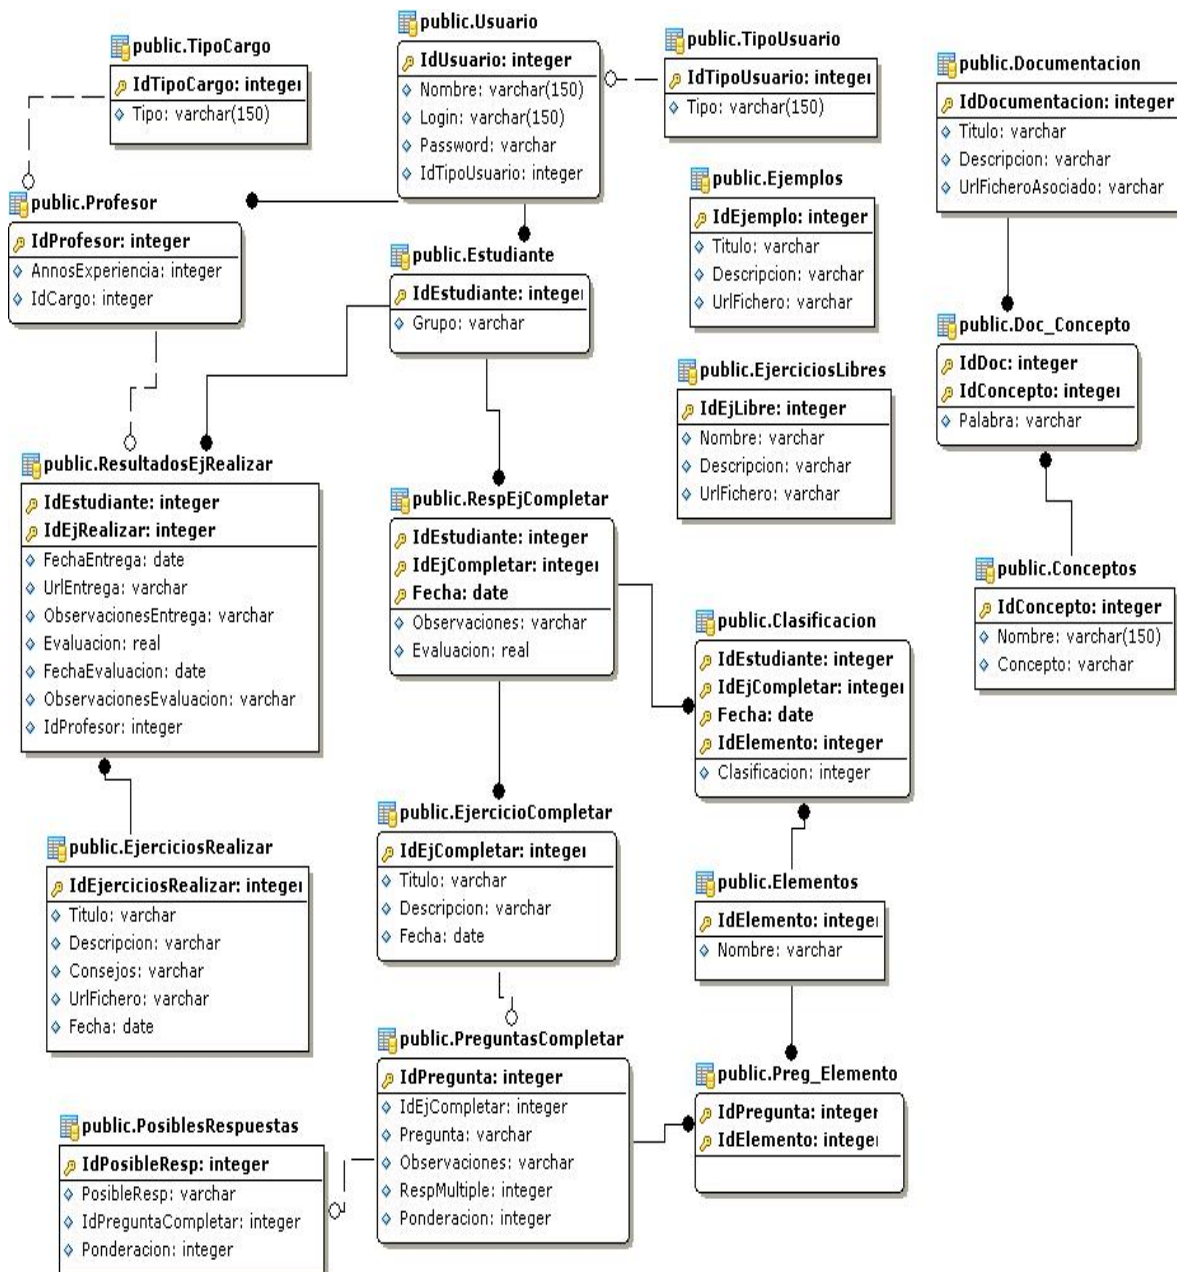 public.TipoCargo
IdTipoCargo: integer
Tipo: varchar(150)
public.Usuario
IdUsuario: integer
Nombre: varchar(150)
Login: varchar(150)
Password: varchar
IdTipoUsuario: integer
public.TipoUsuario
IdTipoUsuario: integer
Tipo: varchar(150)
public.Documentacion
IdDocumentacion: integer
Titulo: varchar
Descripcion: varchar
UrlFicheroAsociado: varchar
public.Profesor
IdProfesor: integer
AnnosExperiencia: integer
IdCargo: integer
public.Estudiante
IdEstudiante: integer
Grupo: varchar
public.Ejemplos
IdEjemplo: integer
Titulo: varchar
Descripcion: varchar
UrlFichero: varchar
public.Doc_Concepto
IdDoc: integer
IdConcepto: integer
Palabra: varchar
public.EjerciciosLibres
IdEjLibre: integer
Nombre: varchar
Descripcion: varchar
UrlFichero: varchar
public.ResultadosEjRealizar
IdEstudiante: integer
IdEjRealizar: integer
FechaEntrega: date
UrlEntrega: varchar
ObservacionesEntrega: varchar
Evaluacion: real
FechaEvaluacion: date
ObservacionesEvaluacion: varchar
IdProfesor: integer
public.RespEjCompletar
IdEstudiante: integer
IdEjCompletar: integer
Fecha: date
Observaciones: varchar
Evaluacion: real
public.Clasificacion
IdEstudiante: integer
IdEjCompletar: integer
Fecha: date
IdElemento: integer
Clasificacion: integer
public.Conceptos
IdConcepto: integer
Nombre: varchar(150)
Concepto: varchar
public.EjerciciosRealizar
IdEjerciciosRealizar: integer
Titulo: varchar
Descripcion: varchar
Consejos: varchar
UrlFichero: varchar
Fecha: date
public.EjercicioCompletar
IdEjCompletar: integer
Titulo: varchar
Descripcion: varchar
Fecha: date
public.Elementos
IdElemento: integer
Nombre: varchar
public.PreguntasCompletar
IdPregunta: integer
IdEjCompletar: integer
Pregunta: varchar
Observaciones: varchar
RespMultiple: integer
Ponderacion: integer
public.Preg_Elemento
IdPregunta: integer
IdElemento: integer
public.PosiblesRespuestas
IdPosibleResp: integer
PosibleResp: varchar
IdPreguntaCompletar: integer
Ponderacion: integer